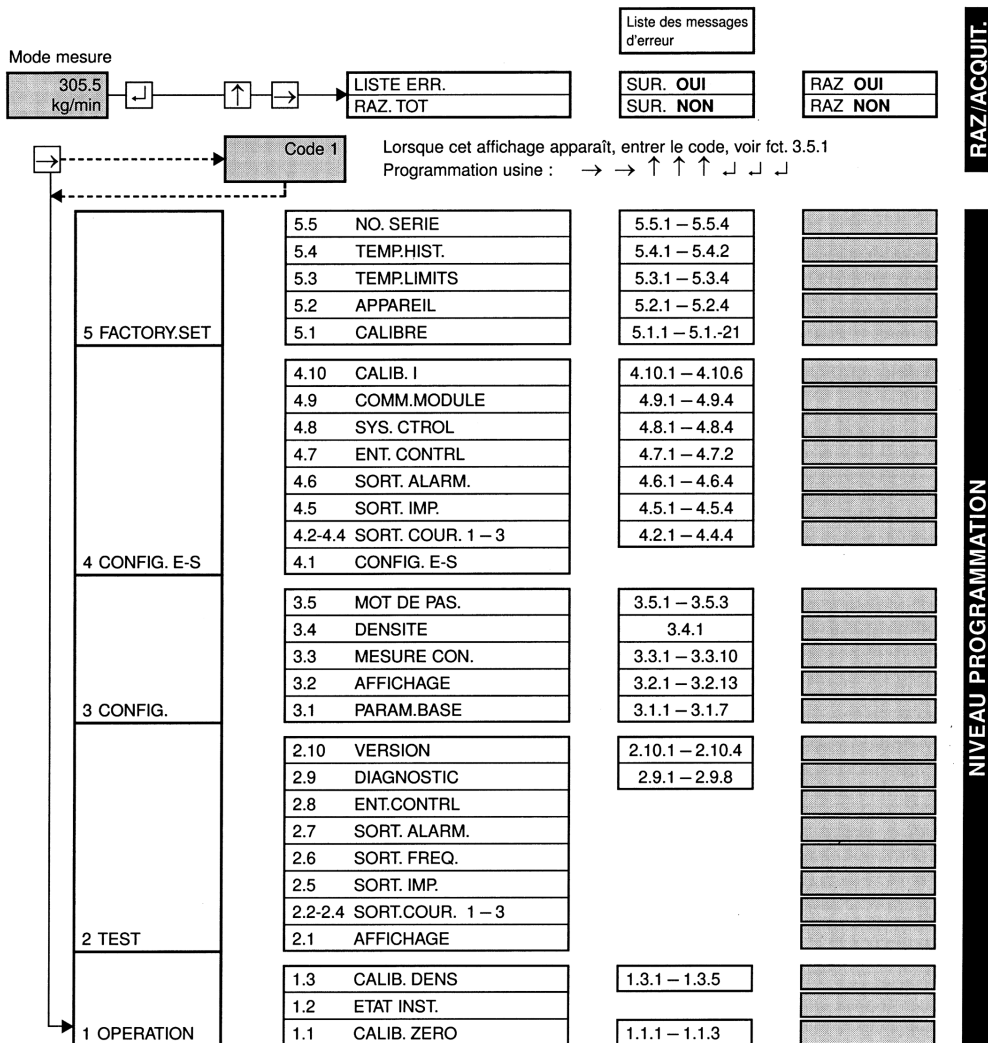 Liste des messages
d'erreur
Mode mesure
305.5
kg/min
↵ ↑ →
LISTE ERR.
RAZ. TOT
SUR. OUI
SUR. NON
RAZ OUI
RAZ NON
RAZ/ACQUIT.
→
Code 1
Lorsque cet affichage apparaît, entrer le code, voir fct. 3.5.1
Programmation usine : → → ↑ ↑ ↑ ↵ ↵ ↵
5.5 NO. SERIE 5.5.1 – 5.5.4
5.4 TEMP.HIST. 5.4.1 – 5.4.2
5.3 TEMP.LIMITS 5.3.1 – 5.3.4
5.2 APPAREIL 5.2.1 – 5.2.4
5 FACTORY.SET 5.1 CALIBRE 5.1.1 – 5.1.-21
4.10 CALIB. I 4.10.1 – 4.10.6
4.9 COMM.MODULE 4.9.1 – 4.9.4
4.8 SYS. CTROL 4.8.1 – 4.8.4
4.7 ENT. CONTRL 4.7.1 – 4.7.2
4.6 SORT. ALARM. 4.6.1 – 4.6.4
4.5 SORT. IMP. 4.5.1 – 4.5.4
4.2-4.4 SORT. COUR. 1 – 3 4.2.1 – 4.4.4
4 CONFIG. E-S 4.1 CONFIG. E-S
3.5 MOT DE PAS. 3.5.1 – 3.5.3
3.4 DENSITE 3.4.1
3.3 MESURE CON. 3.3.1 – 3.3.10
3.2 AFFICHAGE 3.2.1 – 3.2.13
3 CONFIG. 3.1 PARAM.BASE 3.1.1 – 3.1.7
2.10 VERSION 2.10.1 – 2.10.4
2.9 DIAGNOSTIC 2.9.1 – 2.9.8
2.8 ENT.CONTRL
2.7 SORT. ALARM.
2.6 SORT. FREQ.
2.5 SORT. IMP.
2.2-2.4 SORT.COUR. 1 – 3
2 TEST 2.1 AFFICHAGE
1.3 CALIB. DENS 1.3.1 – 1.3.5
1.2 ETAT INST.
1 OPERATION 1.1 CALIB. ZERO 1.1.1 – 1.1.3
NIVEAU PROGRAMMATION